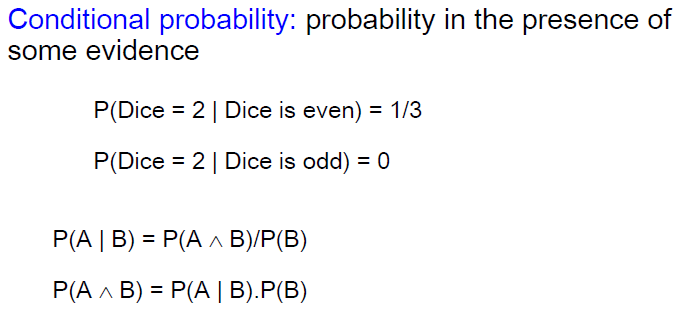 Conditional probability: probability in the presence of
some evidence
P(Dice = 2 | Dice is even) = 1/3
P(Dice = 2 | Dice is odd) = 0
P(A | B) = P(A ∧ B)/P(B)
P(A ∧ B) = P(A | B).P(B)